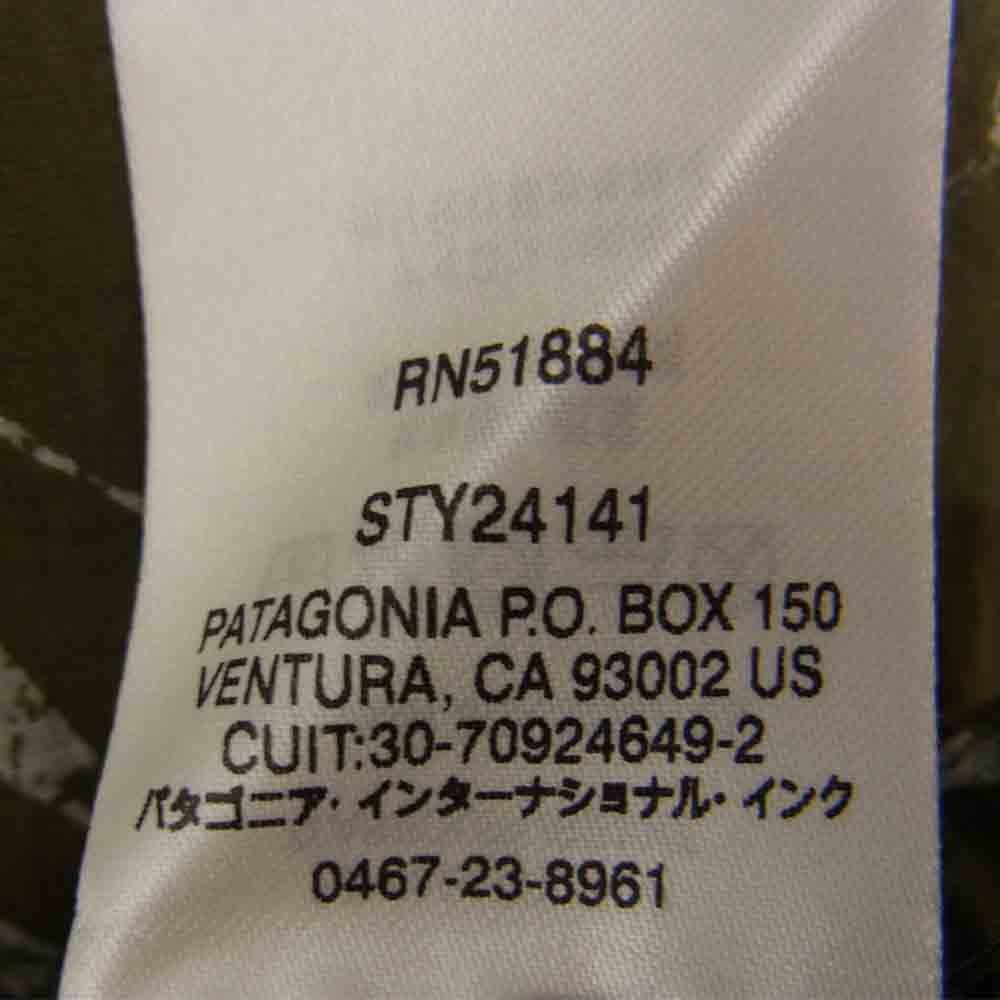 RN51884
STY24141
PATAGONIA P.O. BOX 150
VENTURA, CA 93002 US
CUIT:30-70924649-2
パタゴニア・インターナショナル・インク
0467-23-8961